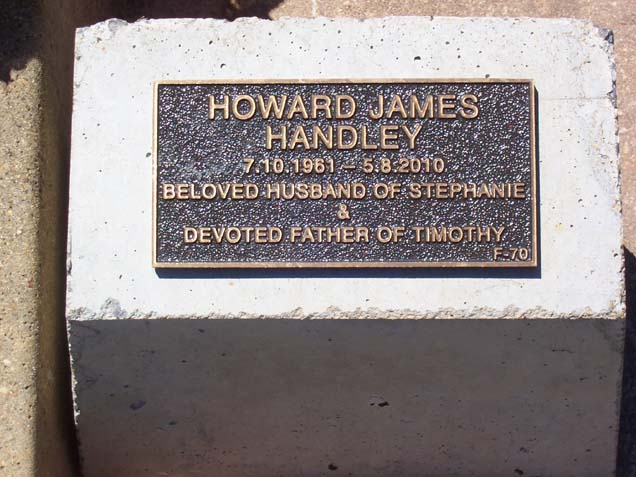 HOWARD JAMES
HANDLEY
7.10.1961 – 5.8.2010
BELOVED HUSBAND OF STEPHANIE
&
DEVOTED FATHER OF TIMOTHY
F-70